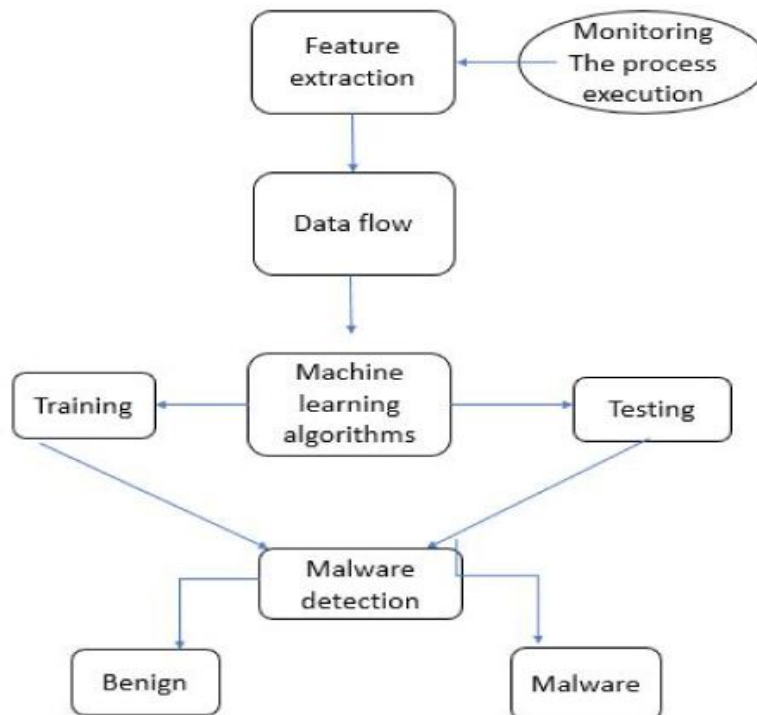 Feature
extraction
Monitoring
The process
execution
Data flow
Machine
learning
algorithms
Training
Testing
Malware
detection
Benign
Malware